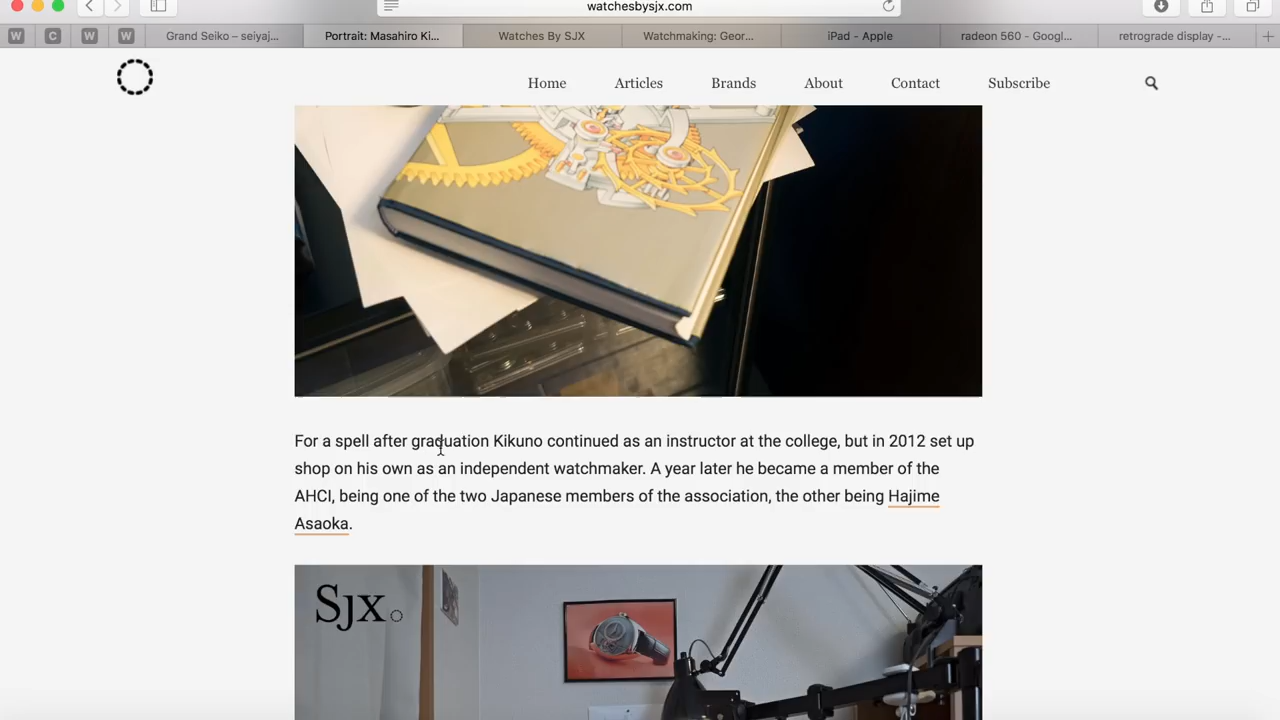 watchesbysjx.com
W
C
W
W
Grand Seiko – seiyaj...
Portrait: Masahiro Ki...
Watches By SJX
Watchmaking: Geor...
iPad - Apple
radeon 560 - Googl...
retrograde display -...
Home
Articles
Brands
About
Contact
Subscribe
For a spell after graduation Kikuno continued as an instructor at the college, but in 2012 set up
shop on his own as an independent watchmaker. A year later he became a member of the
AHCI, being one of the two Japanese members of the association, the other being Hajime
Asaoka.
SJX